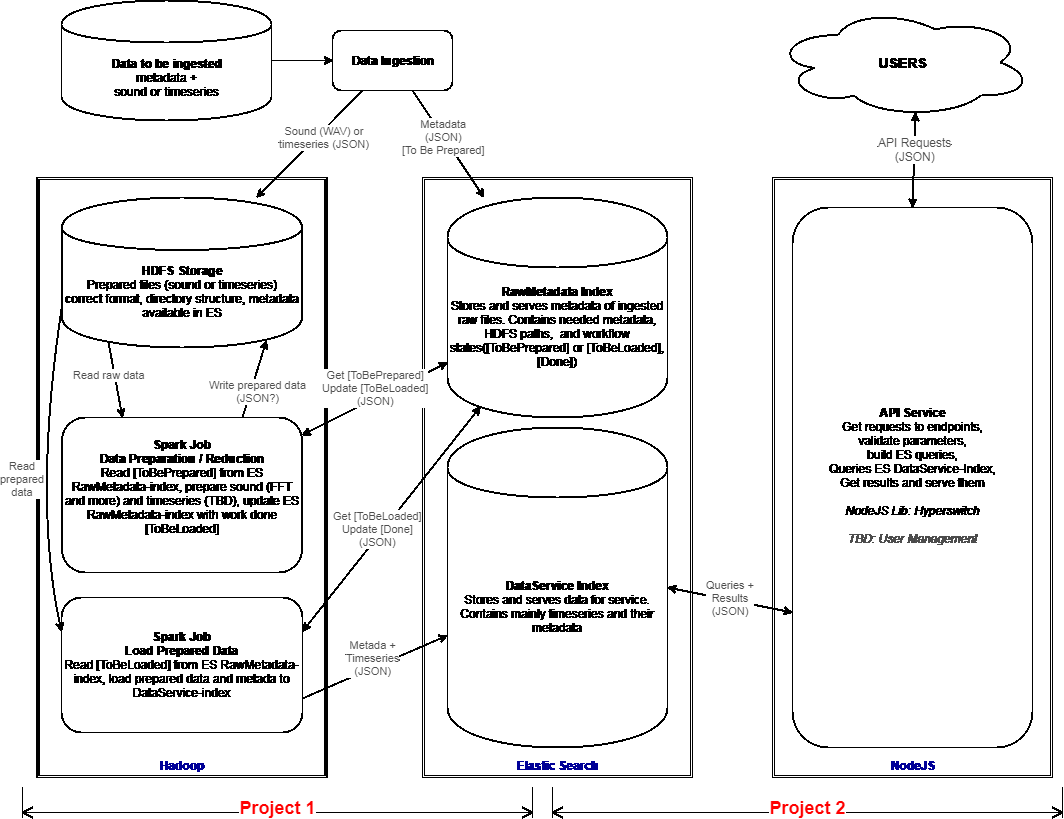 Data to be ingested
metadata +
sound or timeseries
Data Ingestion
USERS
Sound (WAV) or
timeseries (JSON)
Metadata
(JSON)
[To Be Prepared]
API Requests
(JSON)
HDFS Storage
Prepared files (sound or timeseries)
correct format, directory structure, metadata
available in ES
RawMetadata Index
Stores and serves metadata of ingested
raw files. Contains needed metadata,
HDFS paths, and workflow
states([ToBePrepared] or [ToBeLoaded],
[Done])
Read raw data
Write prepared data
(JSON?)
Get [ToBePrepared]
Update [ToBeLoaded]
(JSON)
Spark Job
Data Preparation / Reduction
Read [ToBePrepared] from ES
RawMetadata-index, prepare sound (FFT
and more) and timeseries (TBD), update ES
RawMetadata-index with work done
[ToBeLoaded]
Read
prepared
data
Get [ToBeLoaded]
Update [Done]
(JSON)
API Service
Get requests to endpoints,
validate parameters,
build ES queries,
Queries ES DataService-Index,
Get results and serve them
NodeJS Lib: Hyperswitch
TBD: User Management
DataService Index
Stores and serves data for service.
Contains mainly timeseries and their
metadata
Queries +
Results
(JSON)
Spark Job
Load Prepared Data
Read [ToBeLoaded] from ES RawMetadata-
index, load prepared data and metada to
DataService-index
Metada +
Timeseries
(JSON)
Hadoop
Elastic Search
NodeJS
Project 1
Project 2